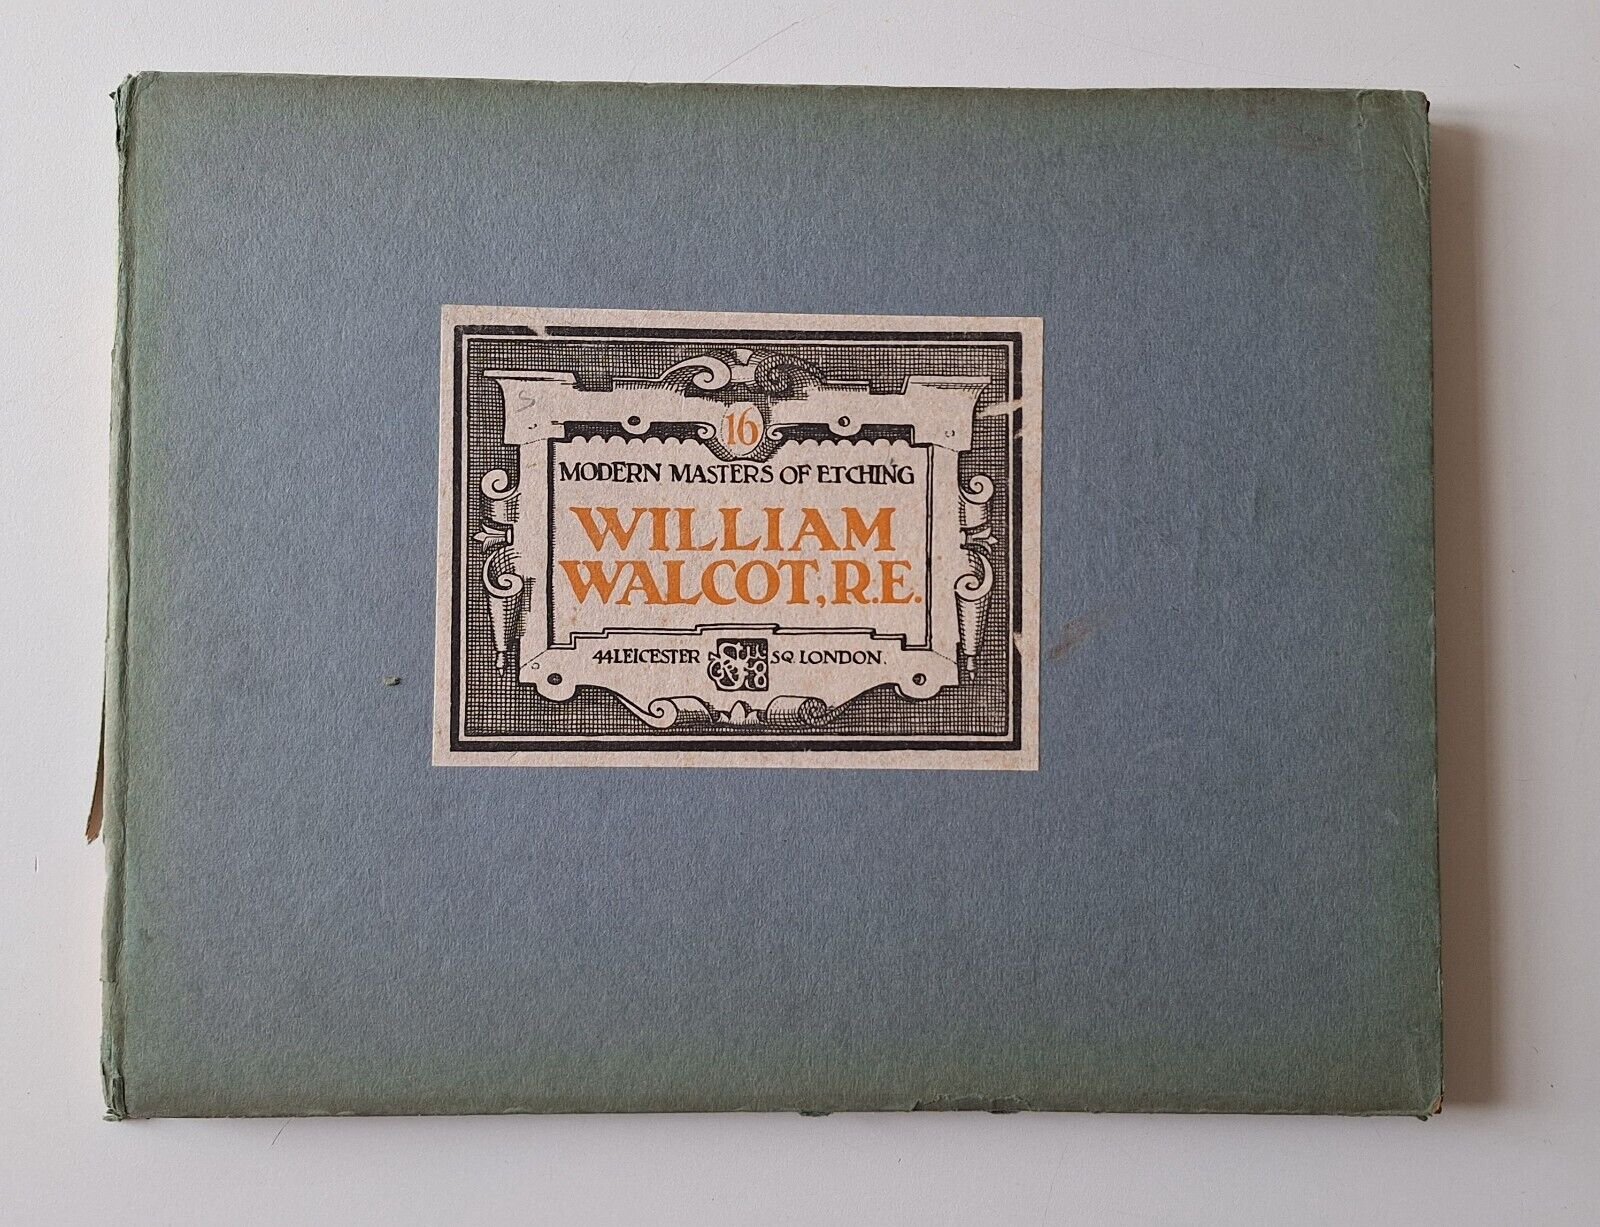 16
MODERN MASTERS OF ETCHING
WILLIAM
WALCOT, R.E.
44 LEICESTER SQ. LONDON.